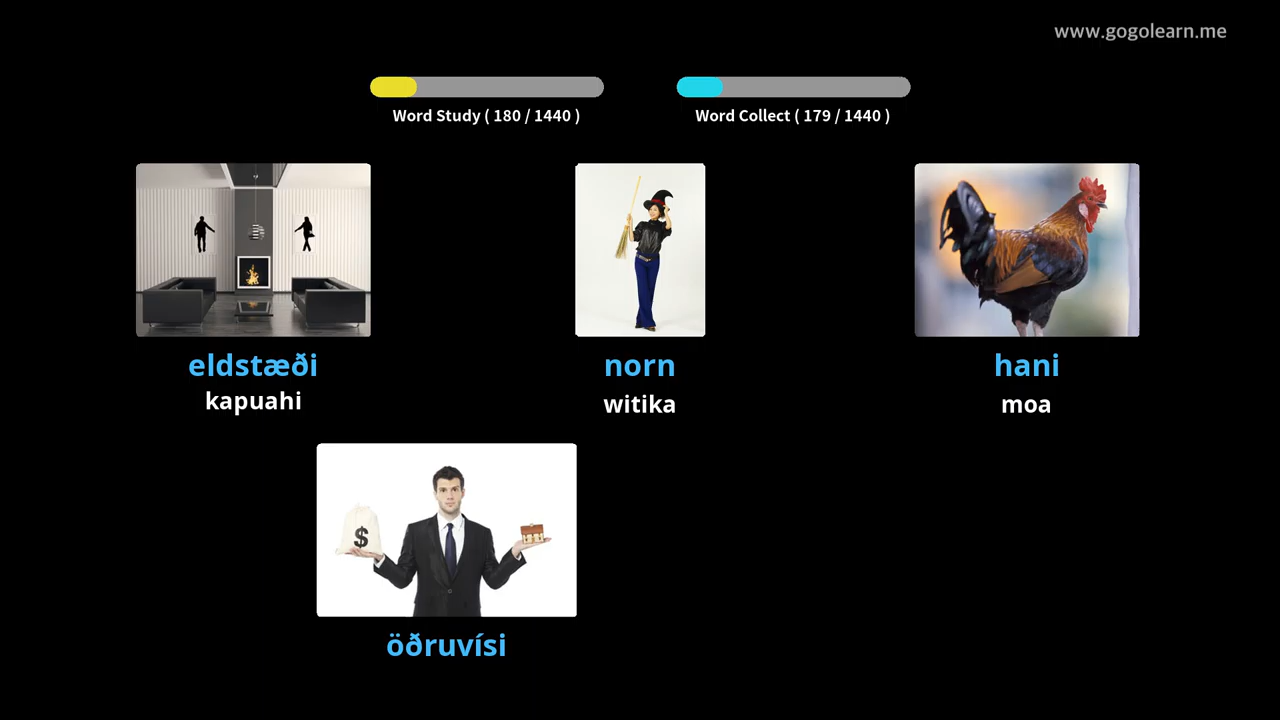 www.gogolearn.me
Word Study ( 180 / 1440 )
Word Collect ( 179 / 1440 )
eldstæði
kapuahi
norn
witika
hani
moa
$
öðruvísi